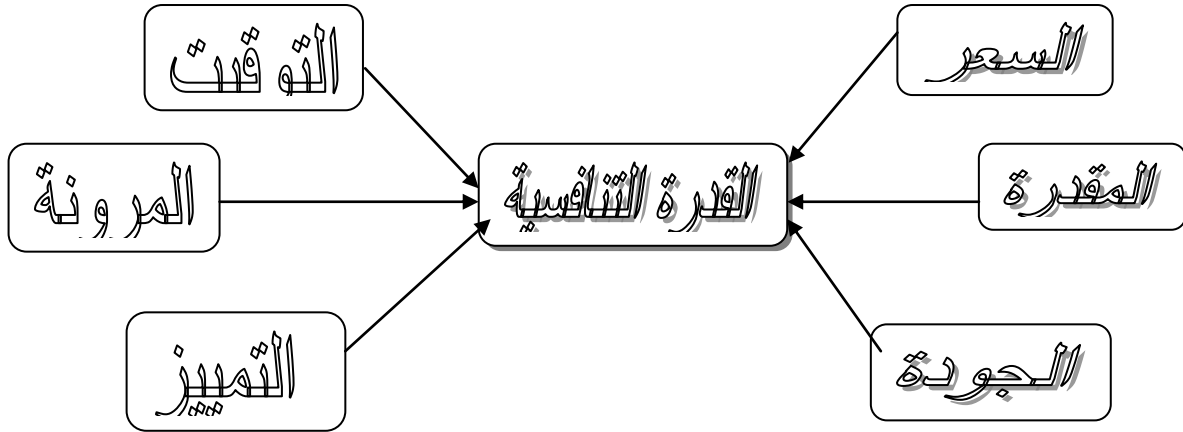 السعر
التوقيت
القدرة التنافسية
المقدرة
المرونة
الجودة
التمييز